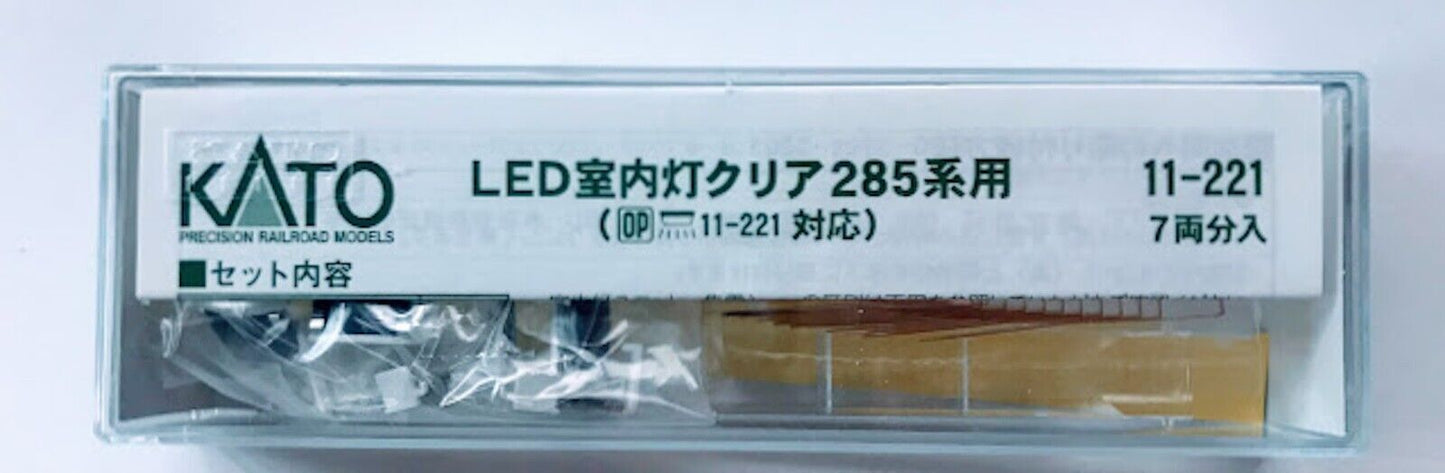 KATO
PRECISION RAILROAD MODELS
LED室内灯クリア285系用
(OP 11-221 対応)
11-221
7両分入
■セット内容